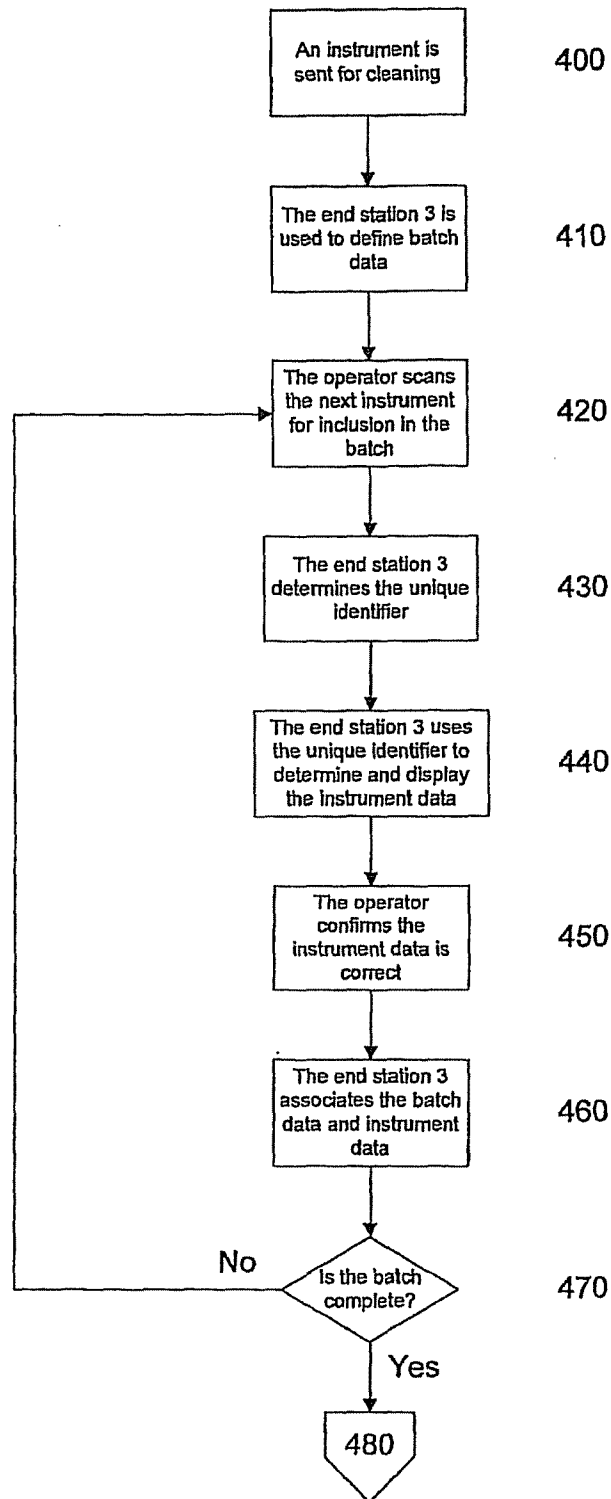 An instrument is
sent for cleaning
400
The end station 3 is
used to define batch
data
410
The operator scans
the next instrument
for inclusion in the
batch
420
The end station 3
determines the unique
identifier
430
The end station 3 uses
the unique identifier to
determine and display
the instrument data
440
The operator
confirms the
instrument data is
correct
450
The end station 3
associates the batch
data and instrument
data
460
No
Is the batch
complete?
470
Yes
480